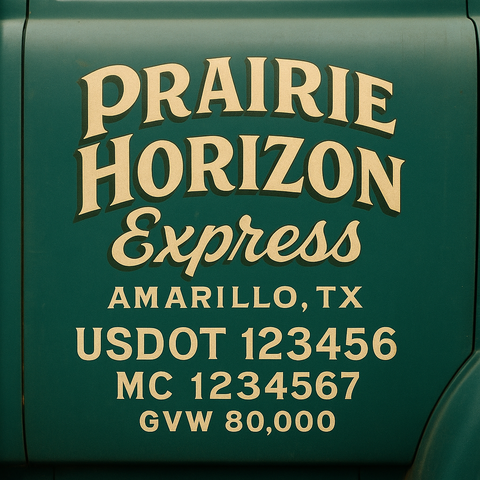 PRAIRIE
HORIZON
Express
AMARILLO, TX
USDOT 123456
MC 1234567
GVW 80,000